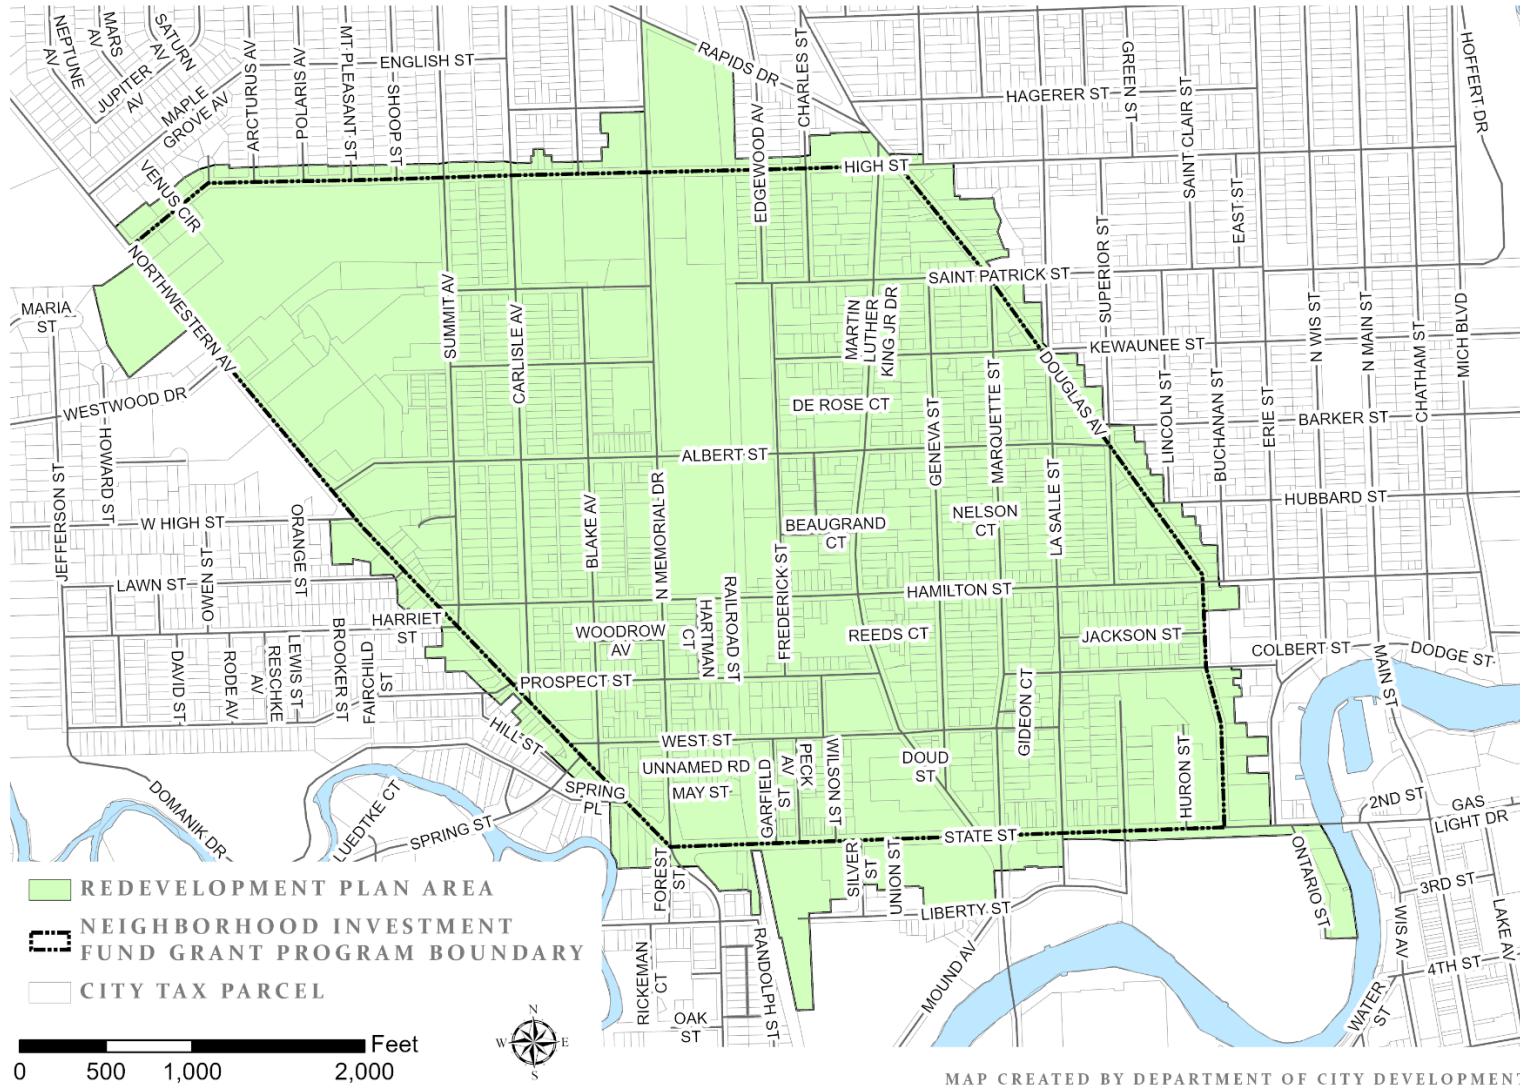 NEPTUNE
AV
MARS
AV
SATURN
AV
JUPITER
AV
MAPLE
GROVE AV
ARCTURUS AV
POLARIS AV
MT PLEASANT ST
SHOOP ST
ENGLISH ST
RAPIDS DR
EDGEWOOD AV
CHARLES ST
HAGERER ST
GREEN ST
SAINT CLAIR ST
EAST ST
HOFFERT DR
VENUS CIR
HIGH ST
NORTHWESTERN AV
MARIA
ST
WESTWOOD DR
SUMMIT AV
CARLISLE AV
SAINT PATRICK ST
SUPERIOR ST
MARTIN
LUTHER
KING JR DR
KEWAUNEE ST
N WIS ST
N MAIN ST
CHATHAM ST
MICH BLVD
DOUGLAS AV
DE ROSE CT
GENEVA ST
MARQUETTE ST
LINCOLN ST
BUCHANAN ST
ERIE ST
BARKER ST
JEFFERSON ST
HOWARD ST
ALBERT ST
N MEMORIAL DR
LA SALLE ST
HUBBARD ST
W HIGH ST
ORANGE ST
BLAKE AV
BEAUGRAND
CT
NELSON
CT
LAWN ST
OWEN ST
HAMILTON ST
HARRIET
ST
WOODROW
AV
HARTMAN
CT
RAILROAD ST
FREDERICK ST
REEDS CT
JACKSON ST
COLBERT ST
MAIN ST
DODGE ST
DAVID ST
RODE AV
RESCHKE
AV
LEWIS ST
BROOKER ST
FAIRCHILD
ST
PROSPECT ST
GIDEON CT
HILL ST
WEST ST
UNNAMED RD
MAY ST
GARFIELD
ST
PECK
AV
WILSON ST
DOUD
ST
HURON ST
DOMANIK DR
LUEDTKE CT
SPRING ST
SPRING
PL
STATE ST
2ND ST
GAS
LIGHT DR
FOREST
ST
SILVER
ST
UNION ST
LIBERTY ST
ONTARIO ST
3RD ST
LAKE AV
WIS AV
4TH ST
WATER
ST
RICKEMAN
CT
OAK
ST
RANDOLPH ST
MOUND AV
REDEVELOPMENT PLAN AREA
NEIGHBORHOOD INVESTMENT
FUND GRANT PROGRAM BOUNDARY
CITY TAX PARCEL
Feet
0 500 1,000 2,000
N
W E
S
MAP CREATED BY DEPARTMENT OF CITY DEVELOPMENT